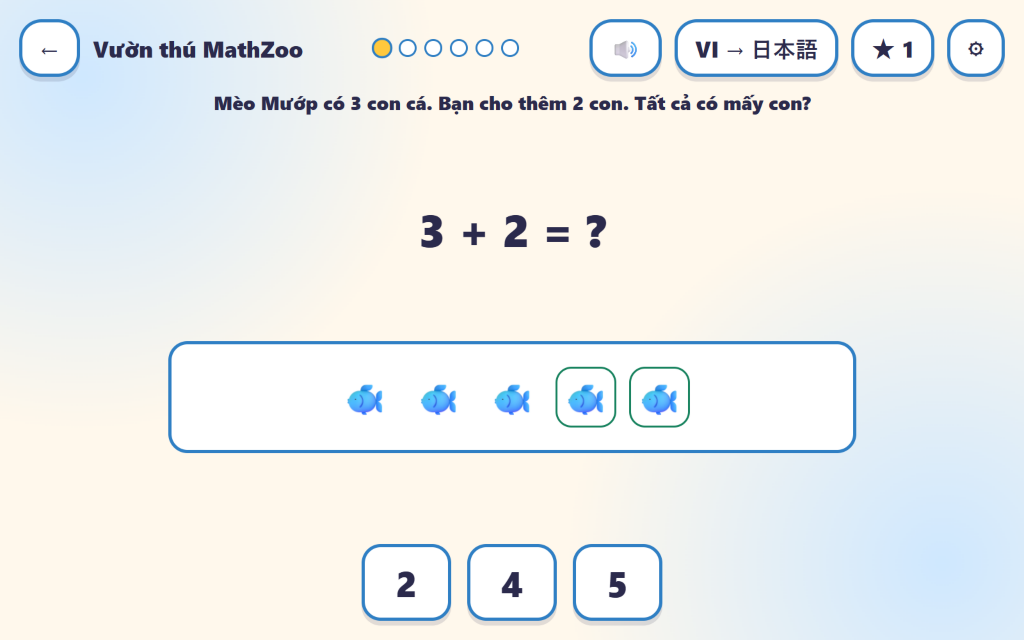 ← Vườn thú MathZoo
VI → 日本語
★ 1
Mèo Mướp có 3 con cá. Bạn cho thêm 2 con. Tất cả có mấy con?
3 + 2 = ?
2
4
5